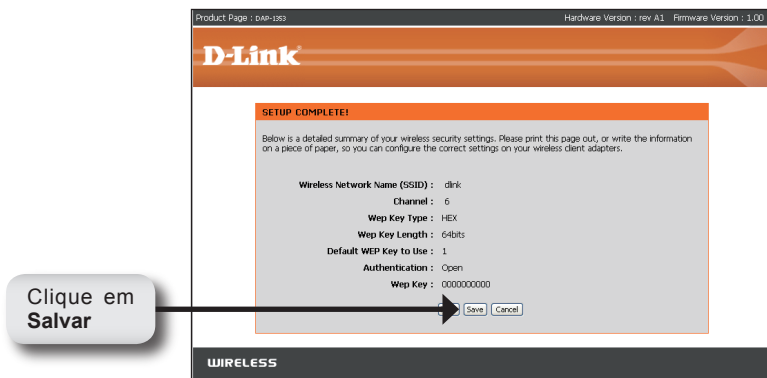 Product Page : DAP-1353 Hardware Version : rev A1 Firmware Version : 1.00
D-Link
SETUP COMPLETE!
Below is a detailed summary of your wireless security settings. Please print this page out, or write the information
on a piece of paper, so you can configure the correct settings on your wireless client adapters.
Wireless Network Name (SSID) : dlink
Channel : 6
Wep Key Type : HEX
Wep Key Length : 64bits
Default WEP Key to Use : 1
Authentication : Open
Wep Key : 0000000000
Save Cancel
Clique em
Salvar
WIRELESS